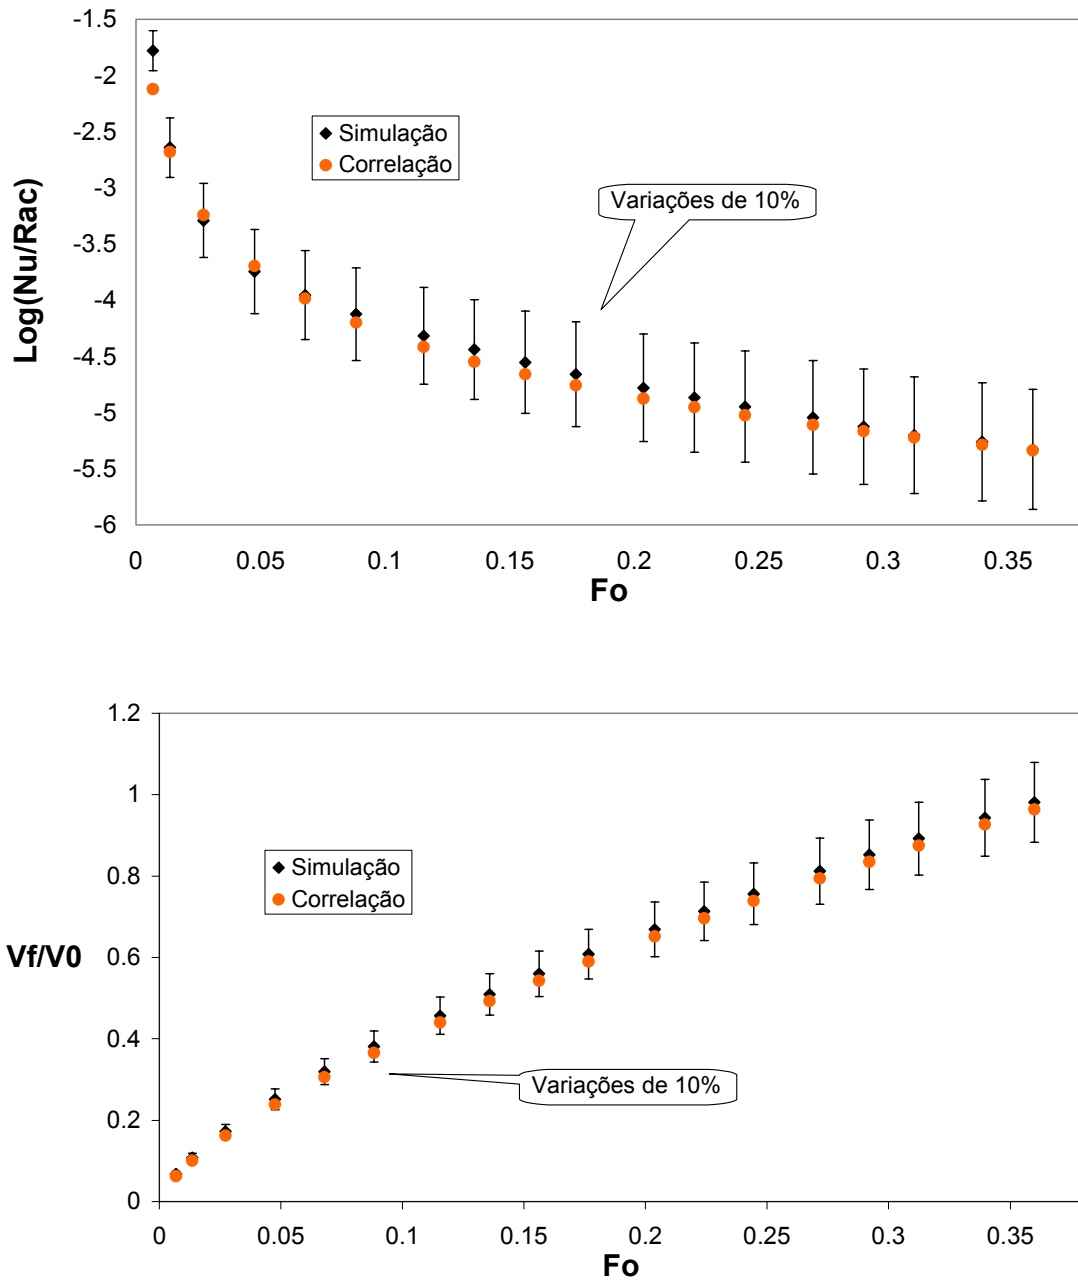 -1.5
-2
-2.5
-3
-3.5
-4
-4.5
-5
-5.5
-6
Log(Nu/Rac)
Simulação
Correlação
Variações de 10%
0 0.05 0.1 0.15 0.2 0.25 0.3 0.35
Fo
1.2
1
0.8
0.6
0.4
0.2
0
Vf/V0
Simulação
Correlação
Variações de 10%
0 0.05 0.1 0.15 0.2 0.25 0.3 0.35
Fo